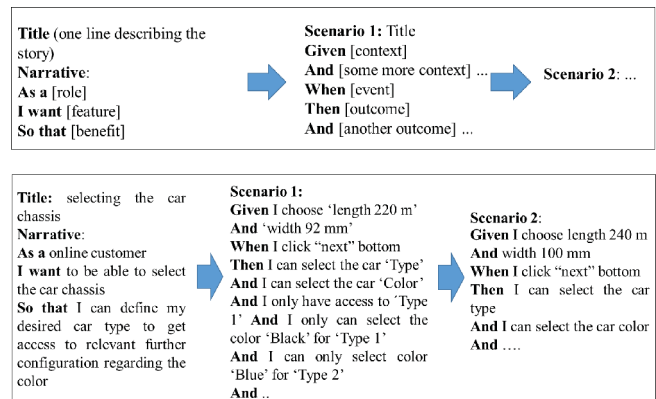 Title (one line describing the
story)
Narrative:
As a [role]
I want [feature]
So that [benefit]
Scenario 1: Title
Given [context]
And [some more context] ...
When [event]
Then [outcome]
And [another outcome] ...
Scenario 2: ...
Title: selecting the car
chassis
Narrative:
As a online customer
I want to be able to select
the car chassis
So that I can define my
desired car type to get
access to relevant further
configuration regarding the
color
Scenario 1:
Given I choose ‘length 220 m’
And ‘width 92 mm’
When I click “next” bottom
Then I can select the car ‘Type’
And I can select the car ‘Color’
And I only have access to ´Type
1’ And I only can select the
color ‘Black’ for ‘Type 1’
And I can only select color
‘Blue’ for ‘Type 2’
And ..
Scenario 2:
Given I choose length 240 m
And width 100 mm
When I click “next” bottom
Then I can select the car
type
And I can select the car color
And ….